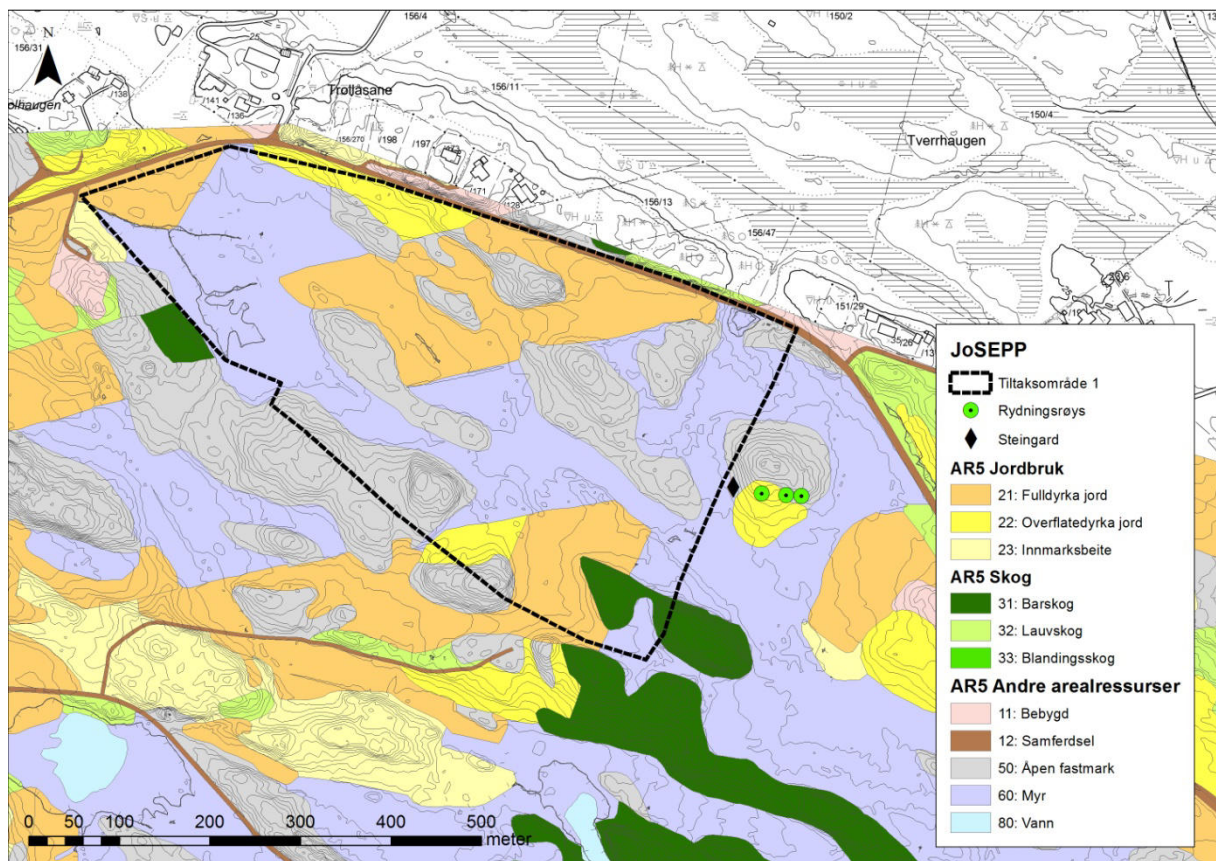 156/4
150/2
156/31
N
25
Trollåsane
/138
/141
/136
156/11
150/4
/156/270
/198
/197
Tverrhaugen
/171
/128
156/13
156/47
151/29
JoSEPP
Tiltaksområde 1
Rydningsrøys
Steingard
AR5 Jordbruk
21: Fulldyrka jord
22: Overflatedyrka jord
23: Innmarksbeite
AR5 Skog
31: Barskog
32: Lauvskog
33: Blandingsskog
AR5 Andre arealressurser
11: Bebygd
12: Samferdsel
50: Åpen fastmark
60: Myr
80: Vann
0 50 100 200 300 400 500
meter